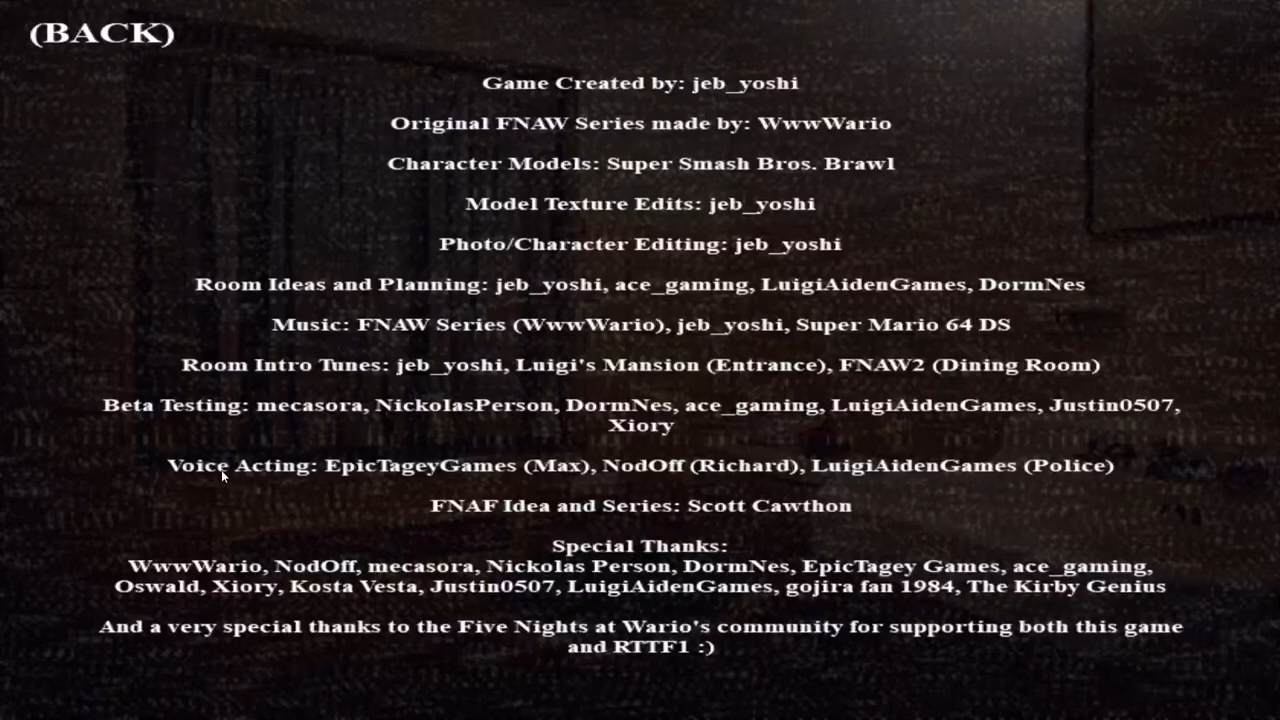 (BACK)
Game Created by: jeb_yoshi
Original FNAW Series made by: WwwWario
Character Models: Super Smash Bros. Brawl
Model Texture Edits: jeb_yoshi
Photo/Character Editing: jeb_yoshi
Room Ideas and Planning: jeb_yoshi, ace_gaming, LuigiAidenGames, DormNes
Music: FNAW Series (WwwWario), jeb_yoshi, Super Mario 64 DS
Room Intro Tunes: jeb_yoshi, Luigi's Mansion (Entrance), FNAW2 (Dining Room)
Beta Testing: mecasora, NickolasPerson, DormNes, ace_gaming, LuigiAidenGames, Justin0507,
Xiory
Voice Acting: EpicTageyGames (Max), NodOff (Richard), LuigiAidenGames (Police)
FNAF Idea and Series: Scott Cawthon
Special Thanks:
WwwWario, NodOff, mecasora, Nickolas Person, DormNes, EpicTagey Games, ace_gaming,
Oswald, Xiory, Kosta Vesta, Justin0507, LuigiAidenGames, gojira fan 1984, The Kirby Genius
And a very special thanks to the Five Nights at Wario's community for supporting both this game
and RTTF1 :)